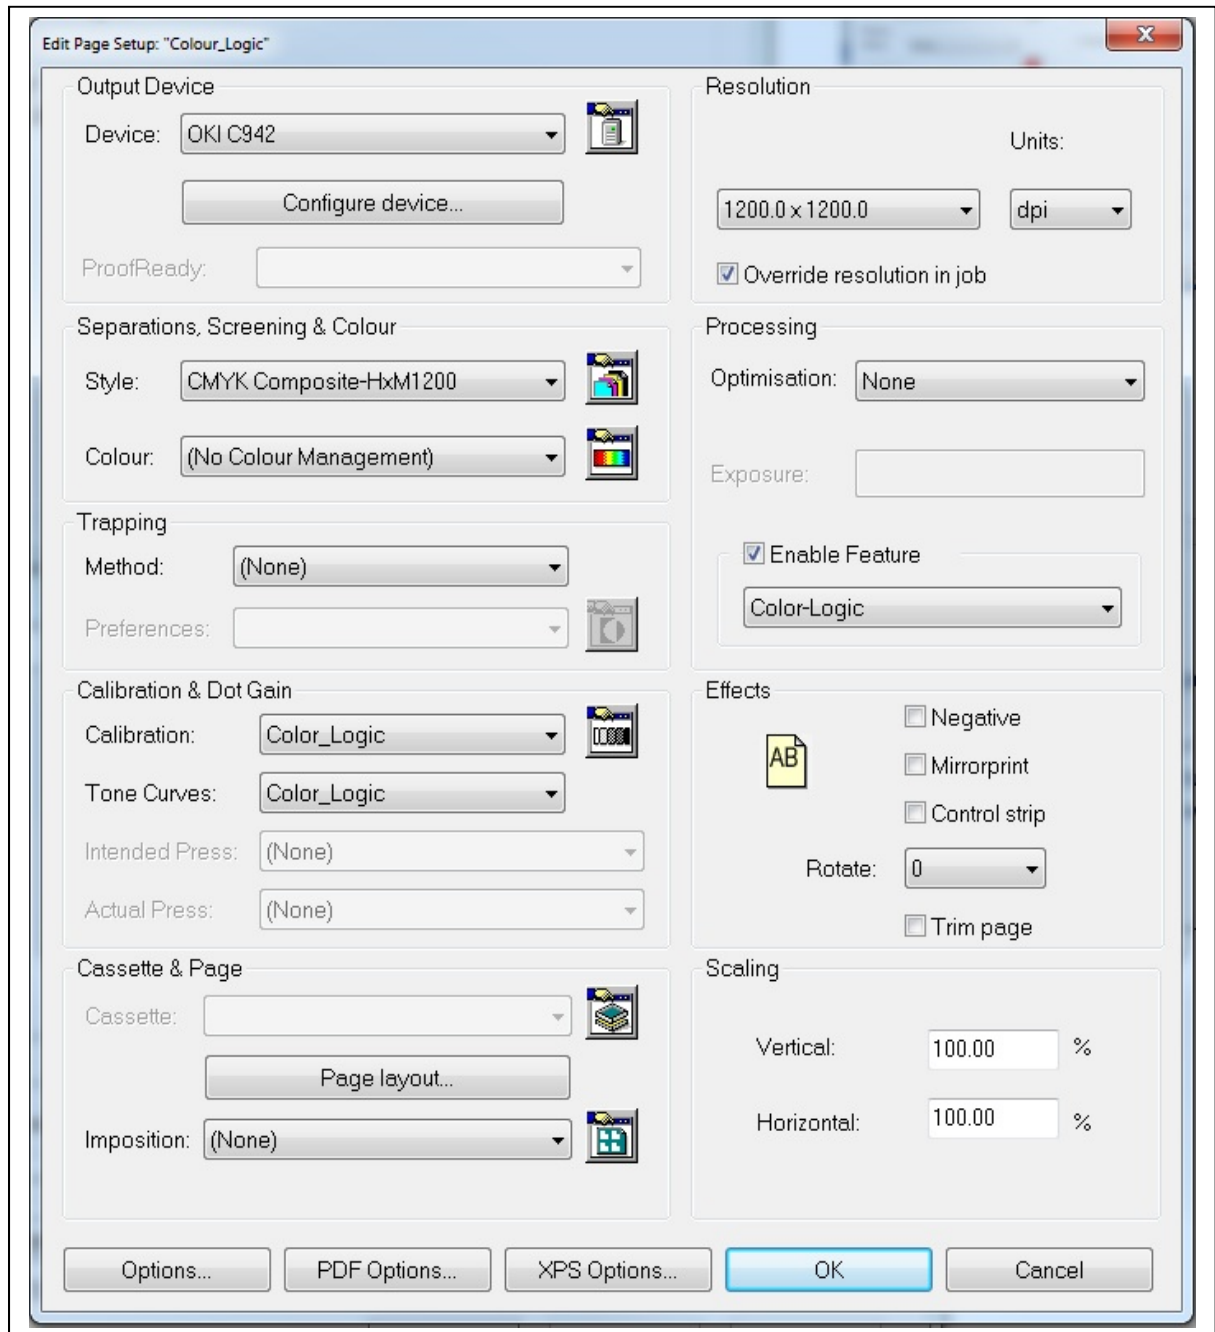 Edit Page Setup: "Colour_Logic"
Output Device
Device: OKI C942
Configure device...
ProofReady:
Separations, Screening & Colour
Style: CMYK Composite-HxM1200
Colour: (No Colour Management)
Trapping
Method: (None)
Preferences:
Calibration & Dot Gain
Calibration: Color_Logic
Tone Curves: Color_Logic
Intended Press: (None)
Actual Press: (None)
Cassette & Page
Cassette:
Page layout...
Imposition: (None)
Resolution
Units:
1200.0 x 1200.0 dpi
Override resolution in job
Processing
Optimisation: None
Exposure:
Enable Feature
Color-Logic
Effects
AB
Negative
Mirrorprint
Control strip
Rotate: 0
Trim page
Scaling
Vertical: 100.00 %
Horizontal: 100.00 %
Options... PDF Options... XPS Options... OK Cancel